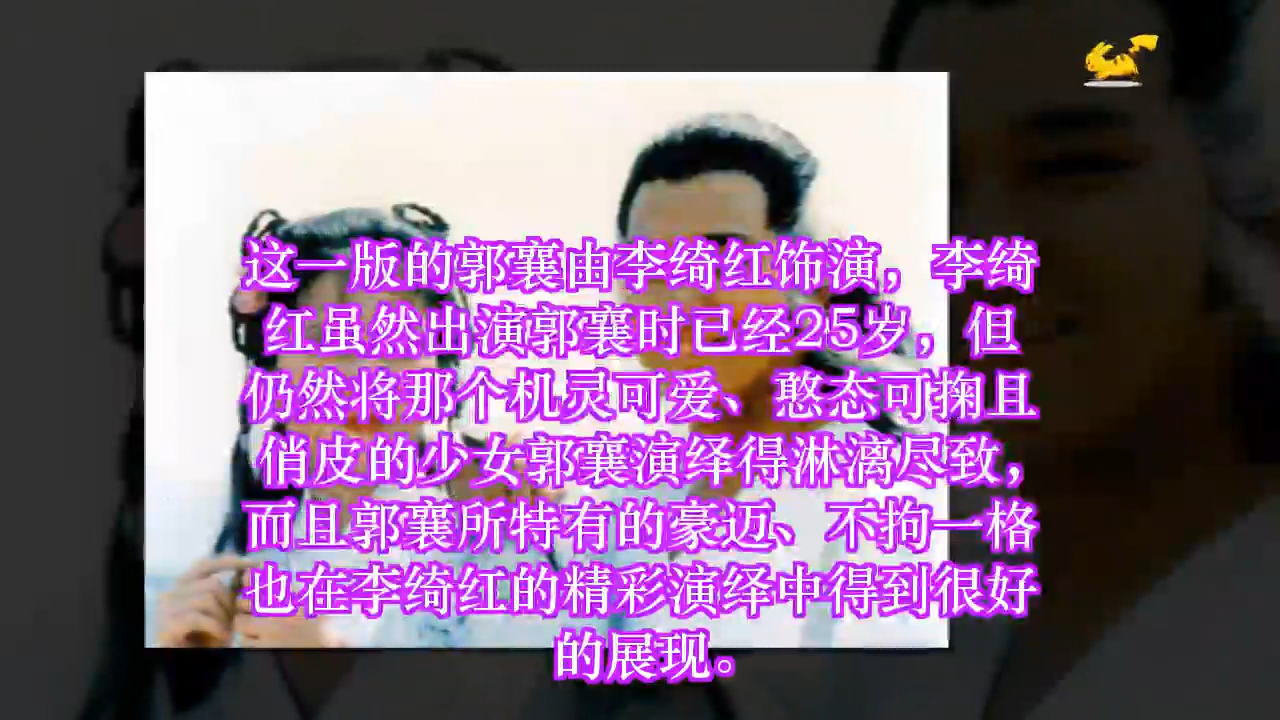 这一版的郭襄由李绮红饰演，李绮
红虽然出演郭襄时已经25岁，但
仍然将那个机灵可爱、憨态可掬且
俏皮的少女郭襄演绎得淋漓尽致，
而且郭襄所特有的豪迈、不拘一格
也在李绮红的精彩演绎中得到很好
的展现。